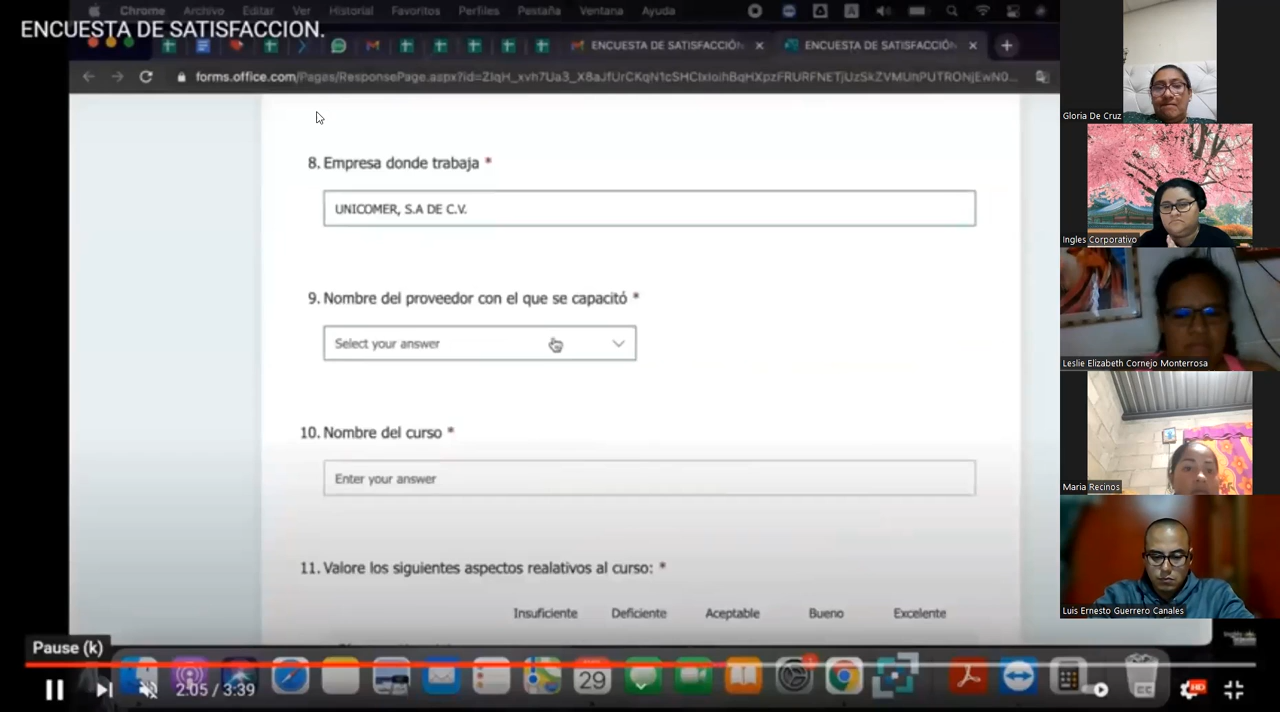 Chrome Archivo Editar Ver Historial Favoritos Perfiles Pestaña Ventana Ayuda
ENCUESTA DE SATISFACCION.
ENCUESTA DE SATISFACCIÓN
ENCUESTA DE SATISFACCIÓN
8. Empresa donde trabaja *
UNICOMER, S.A DE C.V.
9. Nombre del proveedor con el que se capacitó *
Select your answer
10. Nombre del curso *
Enter your answer
11. Valore los siguientes aspectos realativos al curso: *
Insuficiente Deficiente Aceptable Bueno Excelente
Pause (k)
29
2:05 / 3:39
CC
HD
Gloria De Cruz
Ingles Corporativo
Leslie Elizabeth Cornejo Monterrosa
Maria Recinos
Luis Ernesto Guerrero Canales